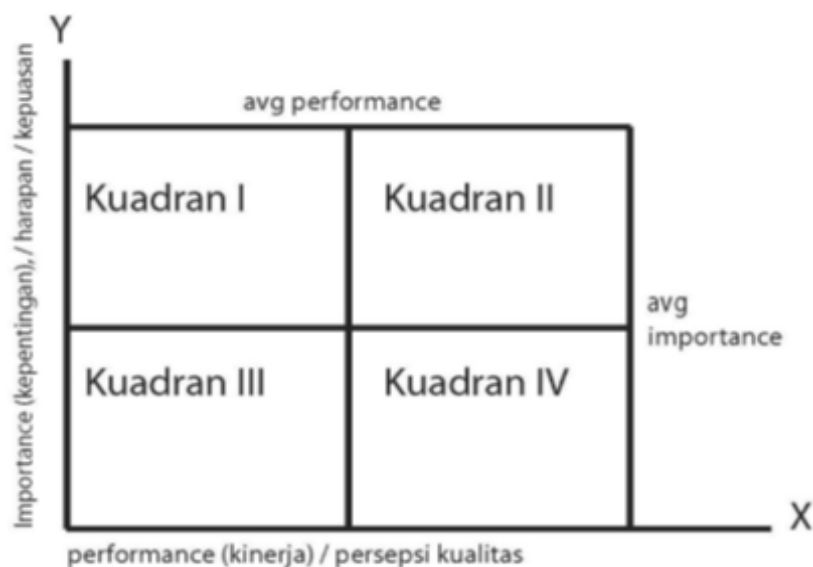 Y
Importance (kepentingan), / harapan / kepuasan
avg performance
Kuadran I
Kuadran II
avg
importance
Kuadran III
Kuadran IV
X
performance (kinerja) / persepsi kualitas